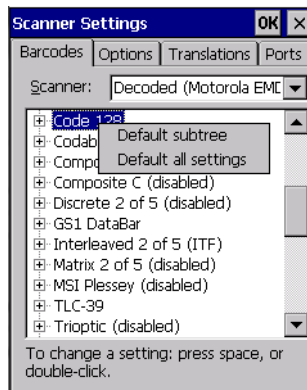 Scanner Settings OK ×
Barcodes Options Translations Ports
Scanner: Decoded (Motorola EMD
Code 128
Default subtree
Codab
Default all settings
Compo
Composite C (disabled)
Discrete 2 of 5 (disabled)
GS1 DataBar
Interleaved 2 of 5 (ITF)
Matrix 2 of 5 (disabled)
MSI Plessey (disabled)
TLC-39
Trioptic (disabled)
To change a setting: press space, or
double-click.